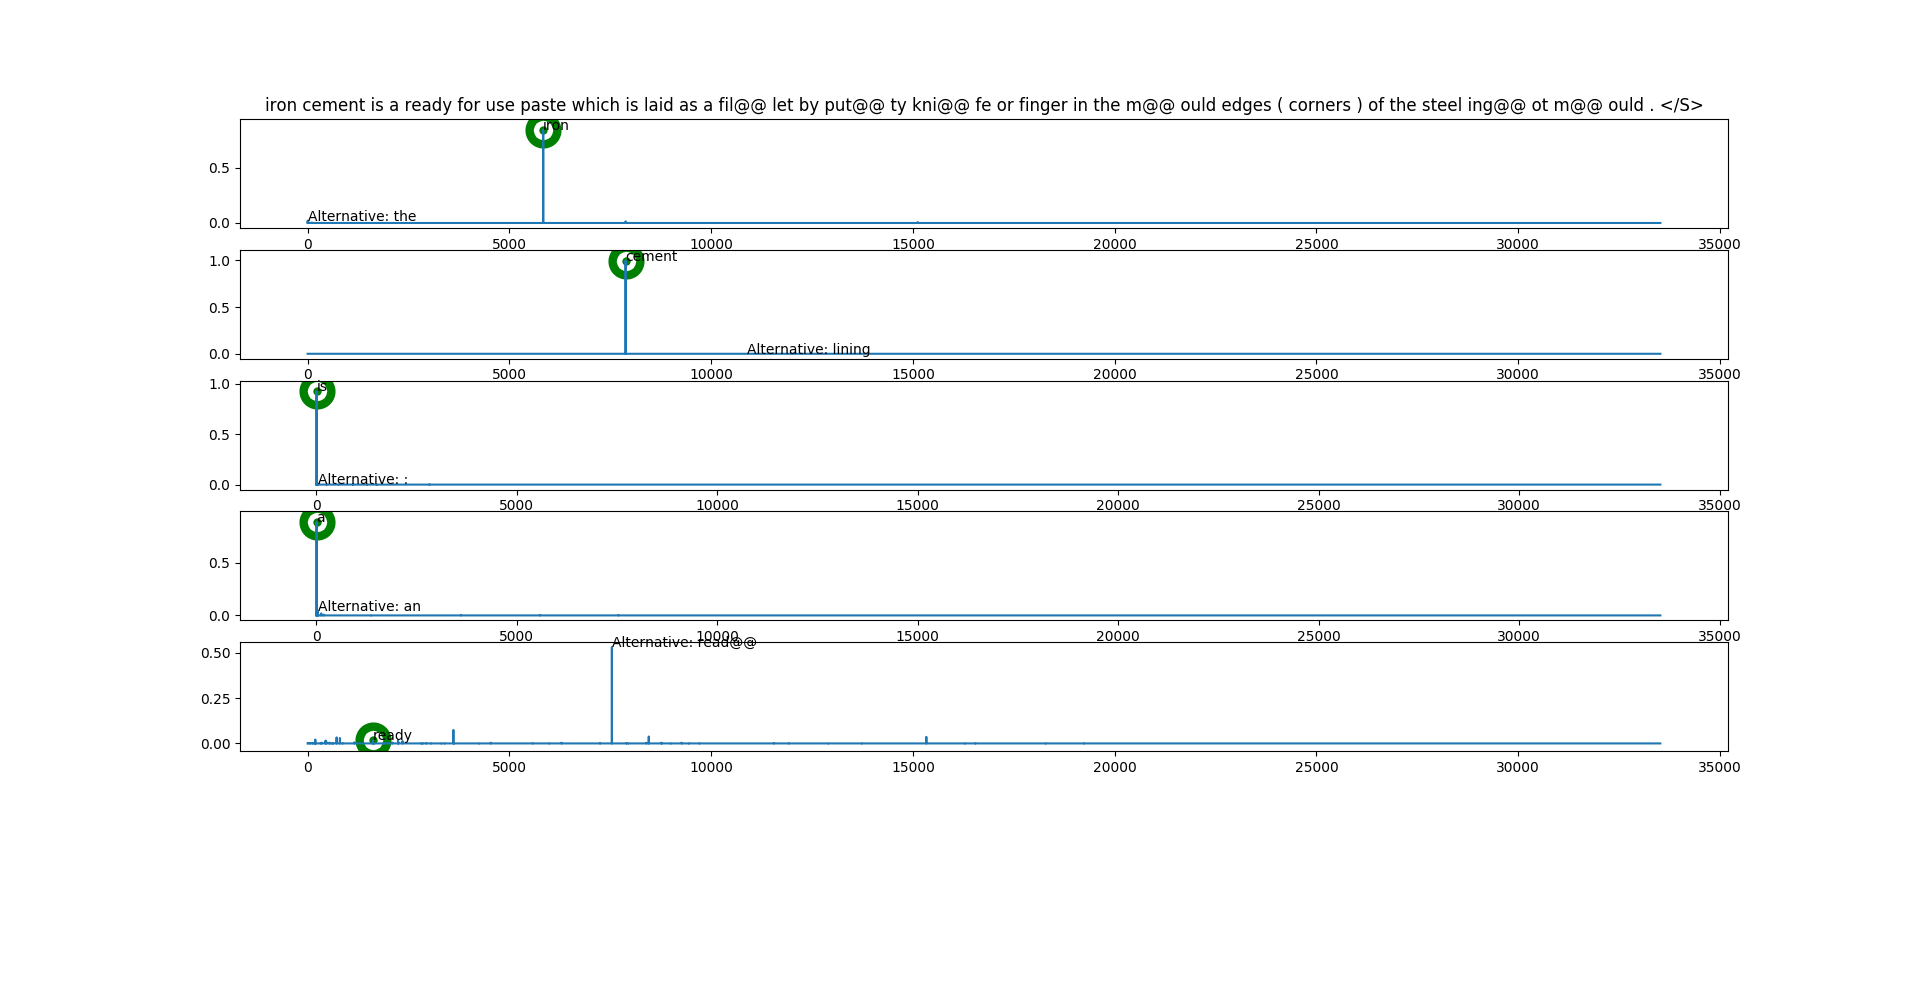 iron cement is a ready for use paste which is laid as a fil@@ let by put@@ ty kni@@ fe or finger in the m@@ ould edges ( corners ) of the steel ing@@ ot m@@ ould . </S>
iron
0.5
Alternative: the
0.0
0 5000 10000 15000 20000 25000 30000 35000
cement
1.0
0.5
Alternative: lining
0.0
0 5000 10000 15000 20000 25000 30000 35000
is
1.0
0.5
Alternative: :
0.0
0 5000 10000 15000 20000 25000 30000 35000
a
0.5
Alternative: an
0.0
0 5000 10000 15000 20000 25000 30000 35000
Alternative: read@@
0.50
0.25
ready
0.00
0 5000 10000 15000 20000 25000 30000 35000